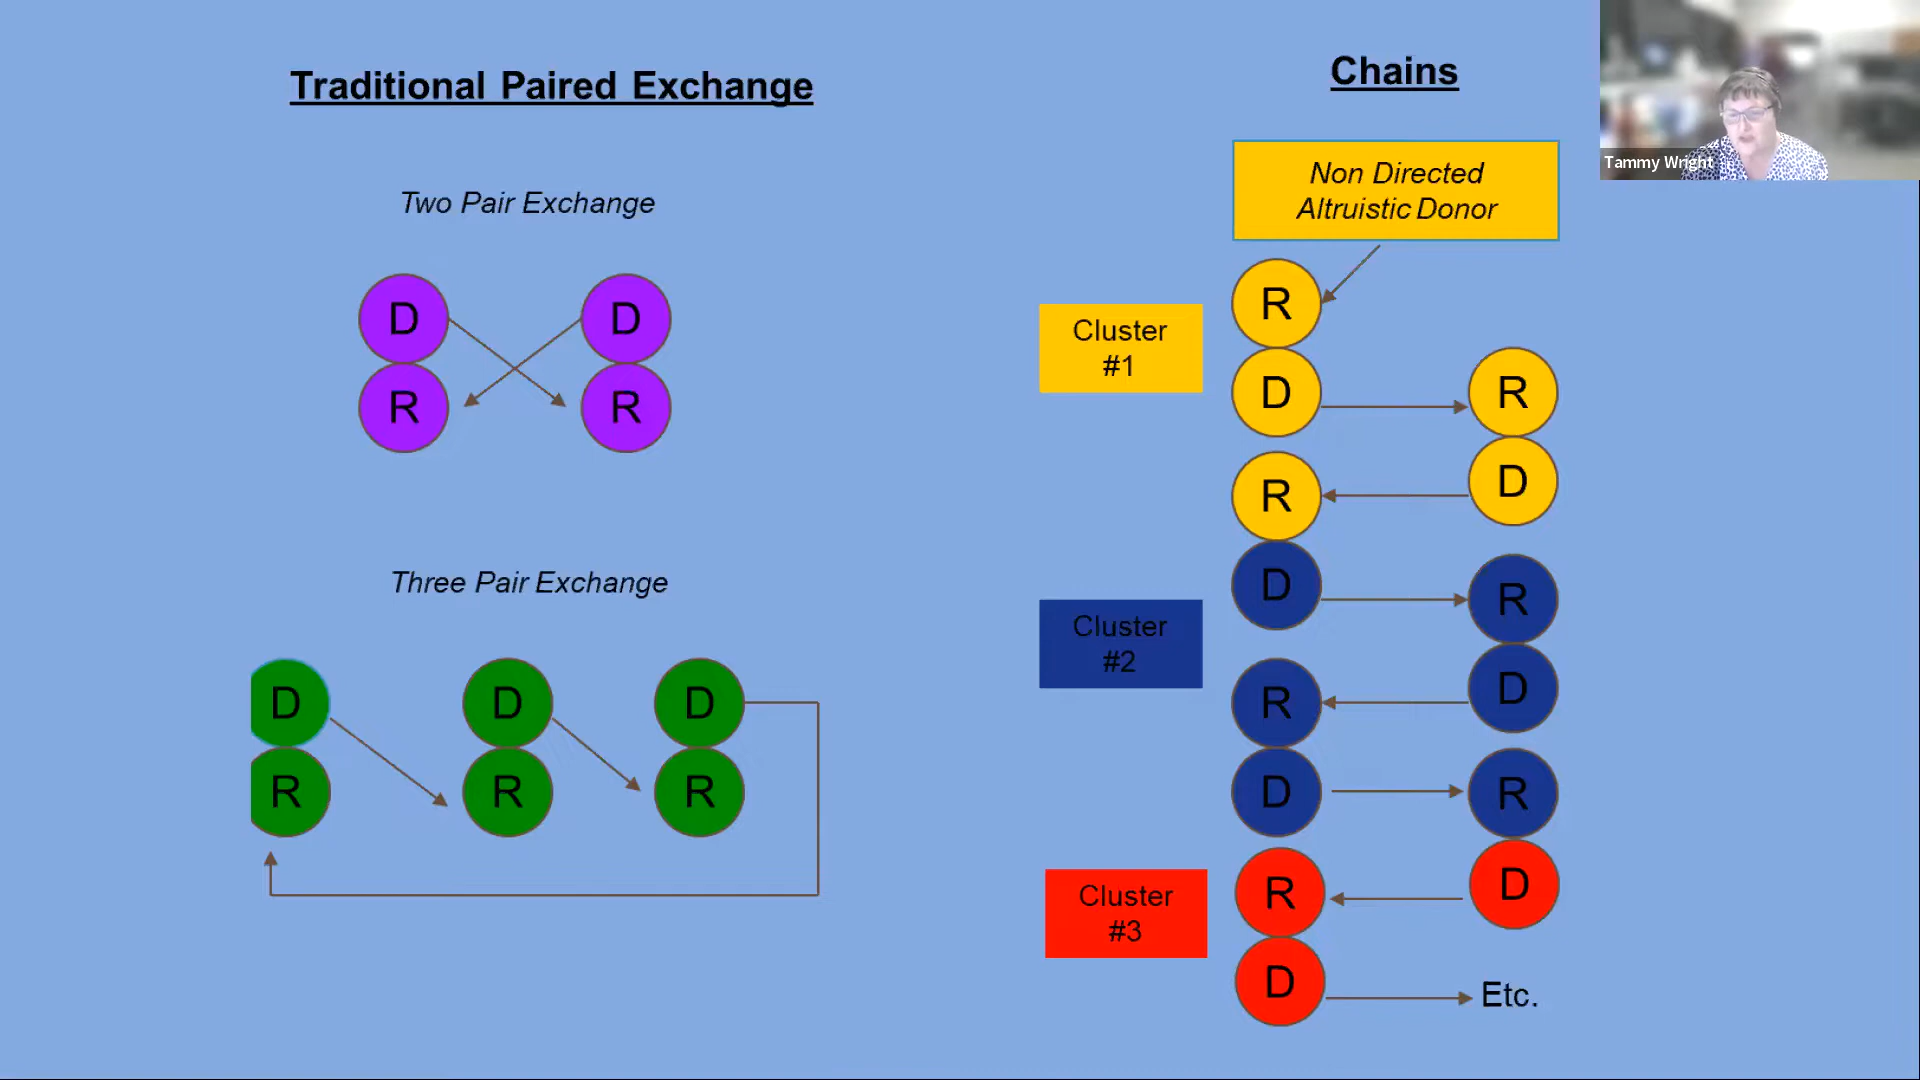 Traditional Paired Exchange
Two Pair Exchange
D
D
R
R
Three Pair Exchange
D
D
D
R
R
R
Chains
Non Directed
Altruistic Donor
Cluster
#1
R
D
R
R
D
Cluster
#2
D
R
R
D
D
R
Cluster
#3
R
D
D
Etc.
Tammy Wright